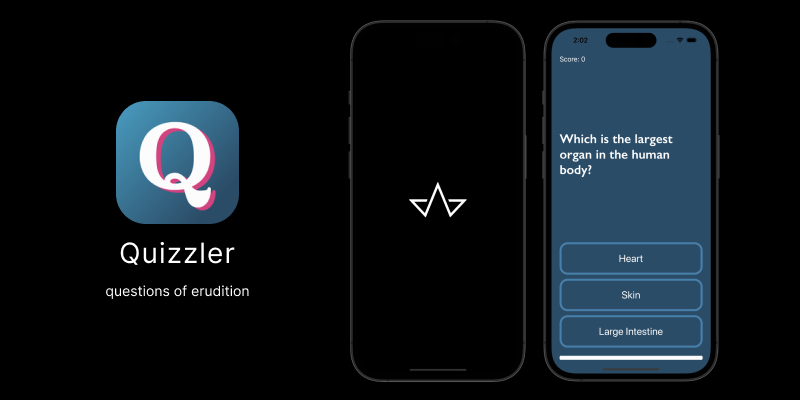 Q
Quizzler
questions of erudition
2:02
Score: 0
Which is the largest
organ in the human
body?
Heart
Skin
Large Intestine